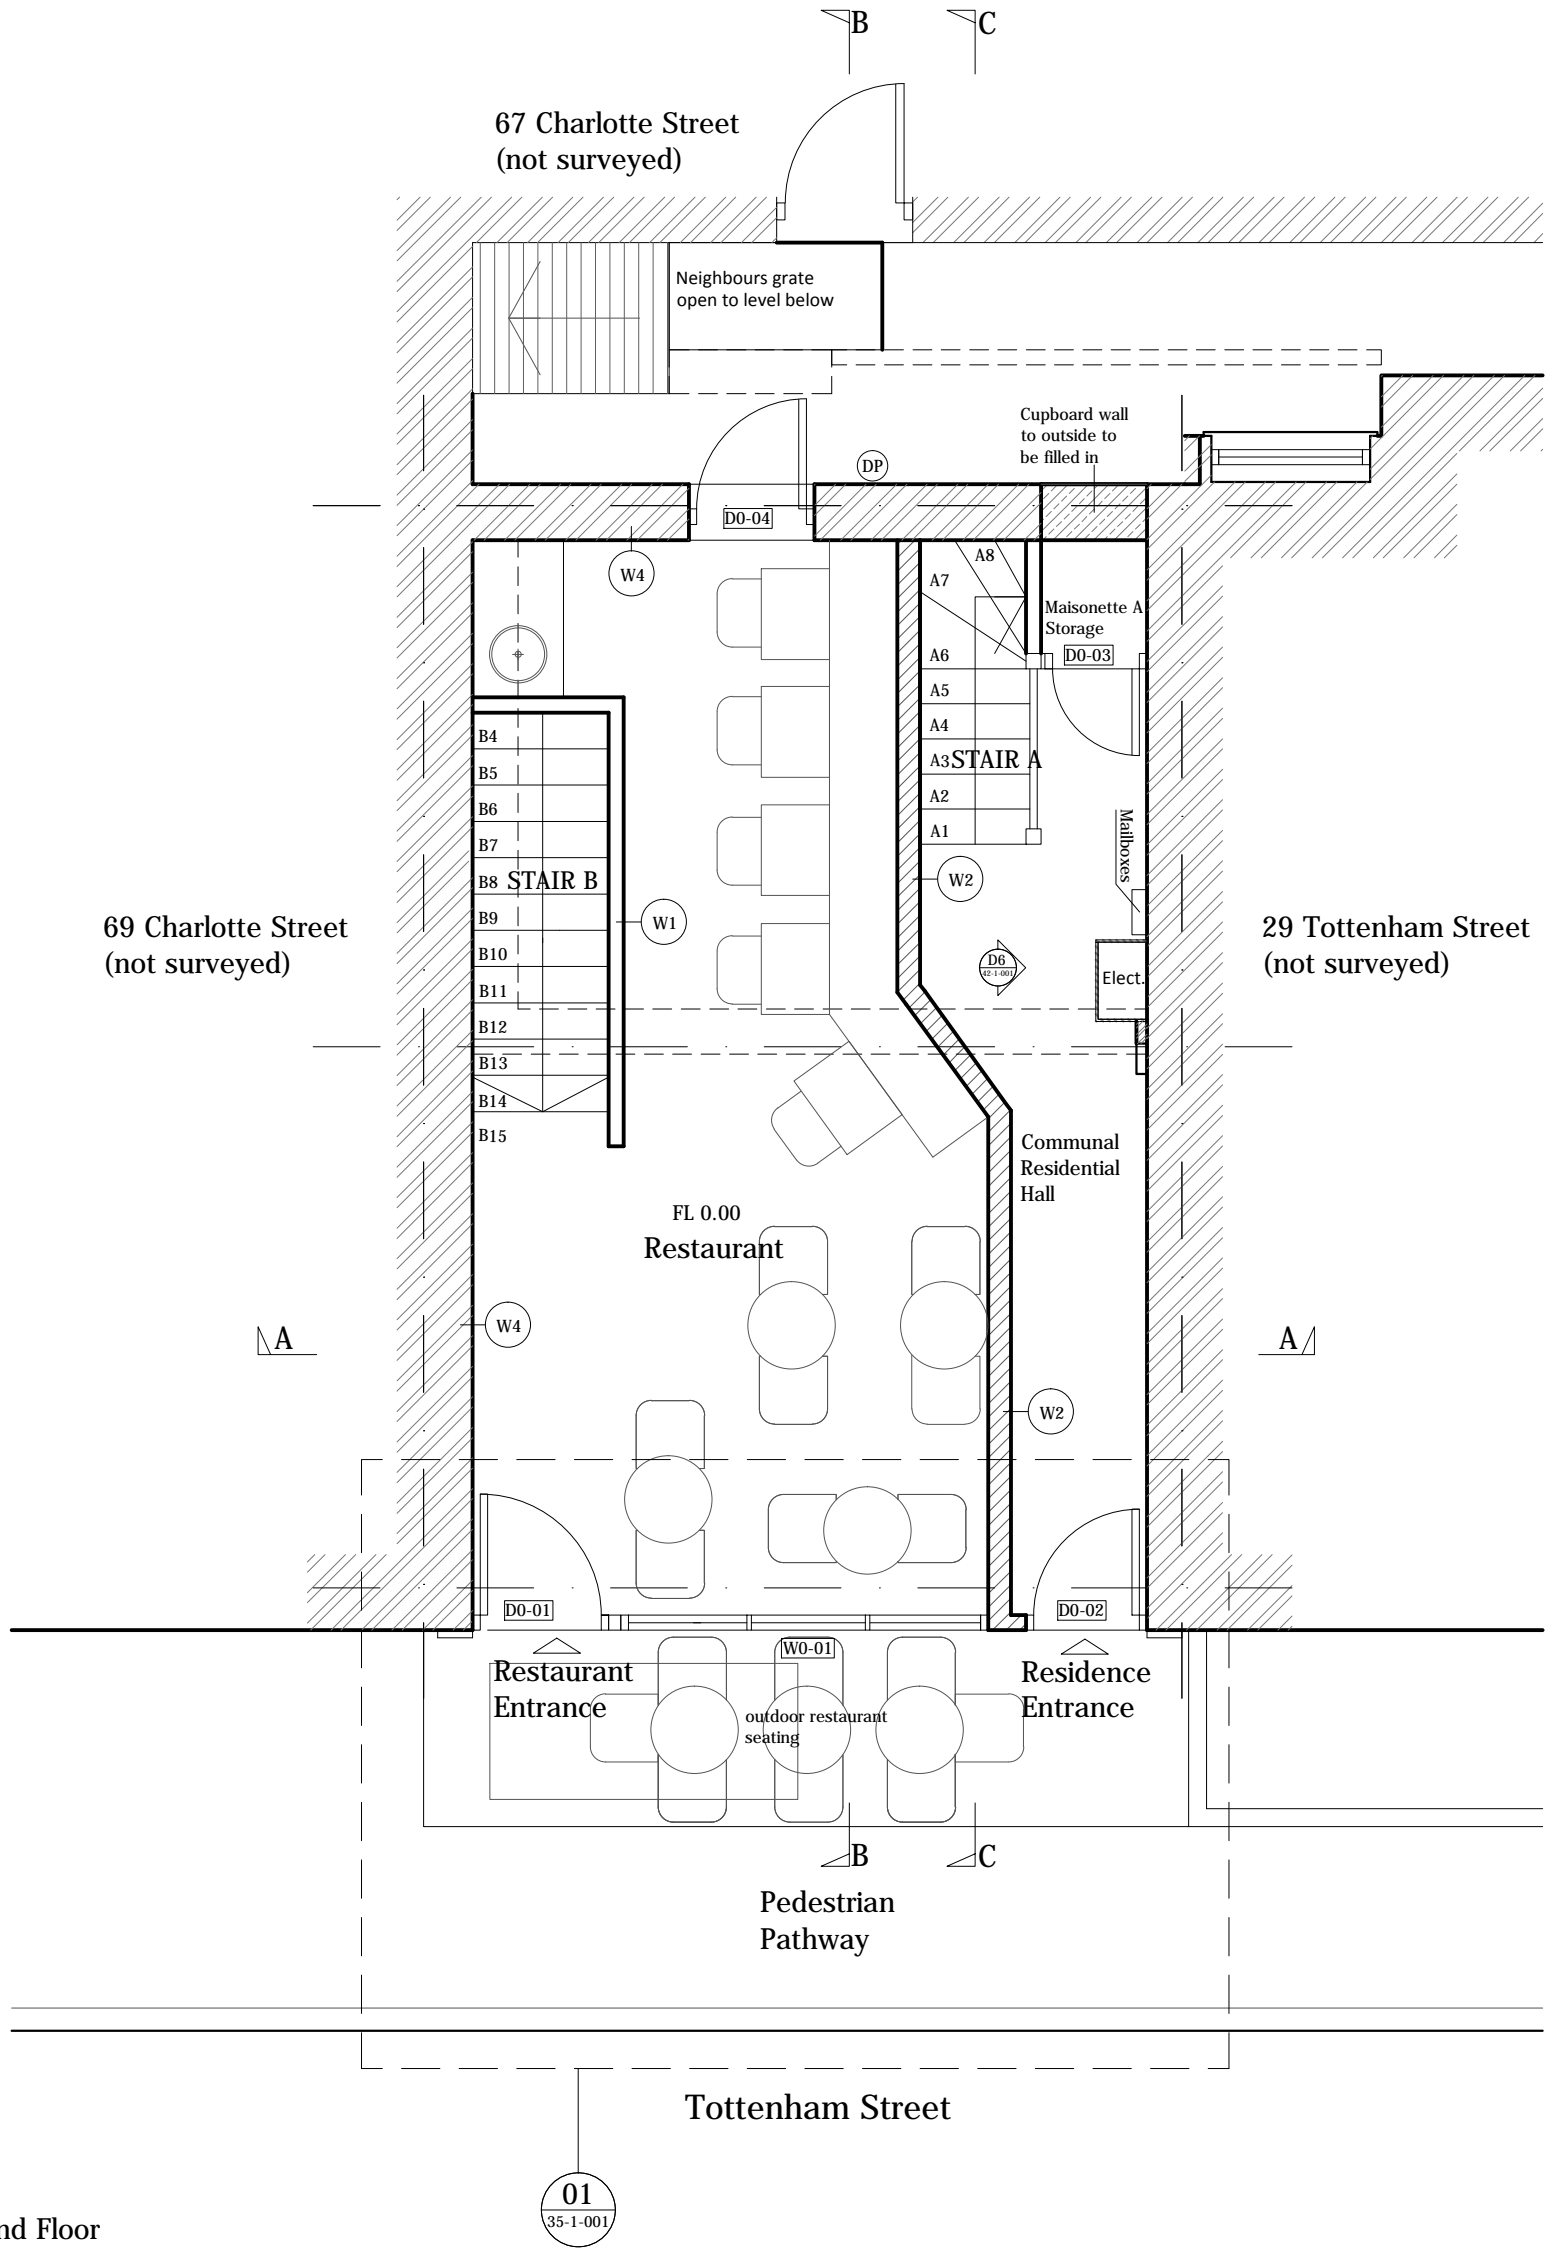 B
C
67 Charlotte Street
(not surveyed)
Neighbours grate
open to level below
Cupboard wall
to outside to
be filled in
DP
D0-04
W4
A8
A7
Maisonette A
Storage
A6
D0-03
A5
A4
A3
STAIR A
A2
A1
Mailboxes
B4
B5
B6
B7
B8
STAIR B
B9
B10
B11
B12
B13
B14
B15
W2
W1
69 Charlotte Street
(not surveyed)
29 Tottenham Street
(not surveyed)
D6
42-1-001
Elect.
Communal
Residential
Hall
FL 0.00
Restaurant
W4
A
A
W2
D0-01
D0-02
W0-01
Restaurant
Entrance
Residence
Entrance
outdoor restaurant
seating
B
C
Pedestrian
Pathway
Tottenham Street
01
35-1-001
nd Floor